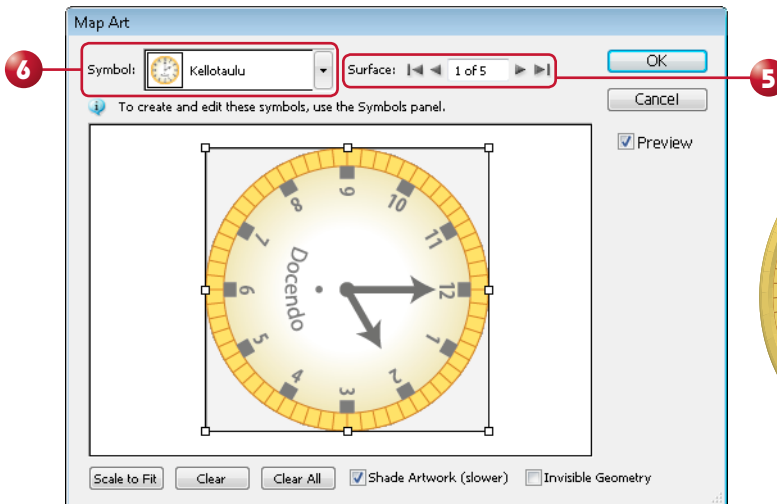 Map Art
6
Symbol: Kellotaulu Surface: 1 of 5 OK
5
To create and edit these symbols, use the Symbols panel. Cancel
Preview
9
8 10
7 11
Docendo
6 12
5 1
4 2
3
Scale to Fit Clear Clear All Shade Artwork (slower) Invisible Geometry